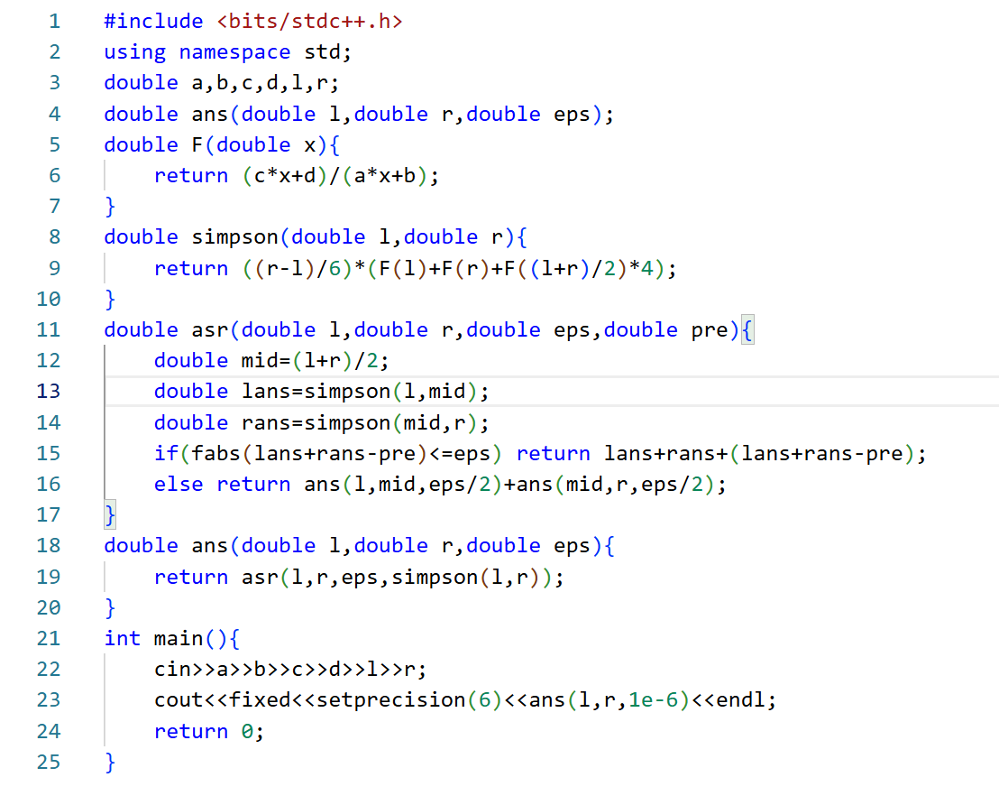 1 #include <bits/stdc++.h>
2 using namespace std;
3 double a,b,c,d,l,r;
4 double ans(double l,double r,double eps);
5 double F(double x){
6     return (c*x+d)/(a*x+b);
7 }
8 double simpson(double l,double r){
9     return ((r-l)/6)*(F(l)+F(r)+F((l+r)/2)*4);
10 }
11 double asr(double l,double r,double eps,double pre){
12     double mid=(l+r)/2;
13     double lans=simpson(l,mid);
14     double rans=simpson(mid,r);
15     if(fabs(lans+rans-pre)<=eps) return lans+rans+(lans+rans-pre);
16     else return ans(l,mid,eps/2)+ans(mid,r,eps/2);
17 }
18 double ans(double l,double r,double eps){
19     return asr(l,r,eps,simpson(l,r));
20 }
21 int main(){
22     cin>>a>>b>>c>>d>>l>>r;
23     cout<<fixed<<setprecision(6)<<ans(l,r,1e-6)<<endl;
24     return 0;
25 }